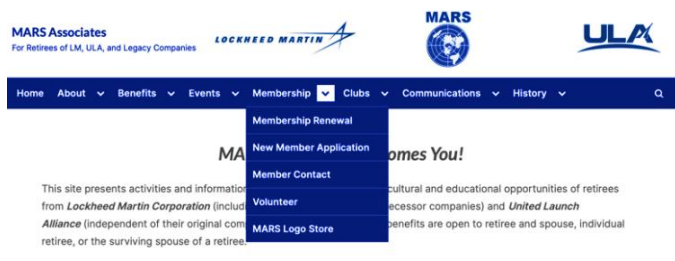 MARS Associates
For Retirees of LM, ULA, and Legacy Companies
LOCKHEED MARTIN
MARS
ULA
Home About Benefits Events Membership Clubs Communications History
Membership Renewal
New Member Application
Member Contact
Volunteer
MARS Logo Store
MA omes You!
This site presents activities and information cultural and educational opportunities of retirees
from Lockheed Martin Corporation (includi ecessor companies) and United Launch
Alliance (independent of their original com benefits are open to retiree and spouse, individual
retiree, or the surviving spouse of a retiree.